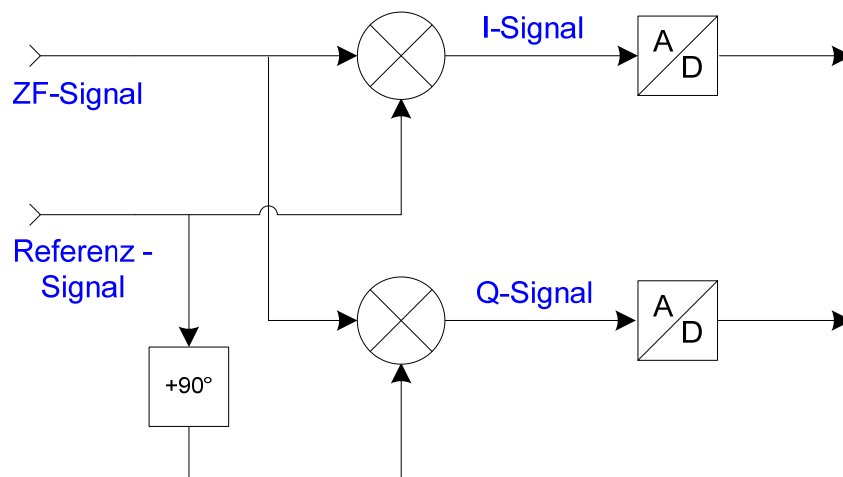 I-Signal
A
D
ZF-Signal
Referenz -
Signal
Q-Signal
A
D
+90°